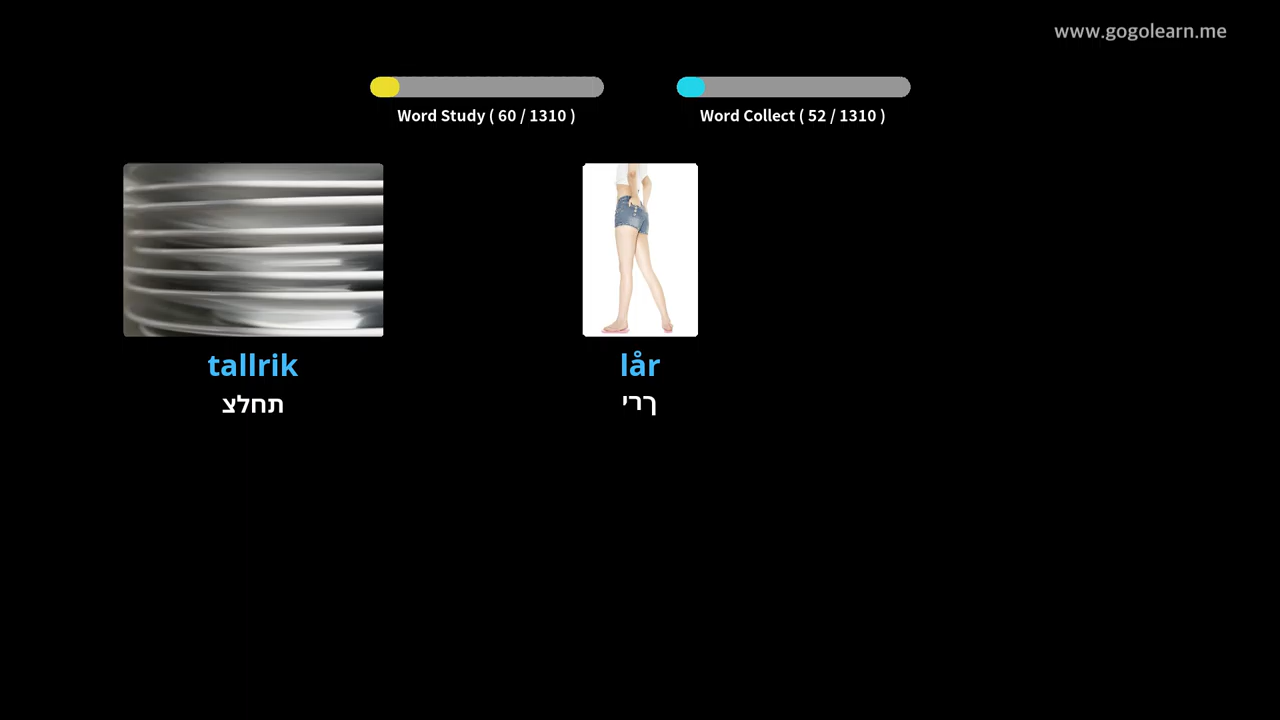 www.gogolearn.me
Word Study ( 60 / 1310 )
Word Collect ( 52 / 1310 )
tallrik
תחלצ
lår
ךרי